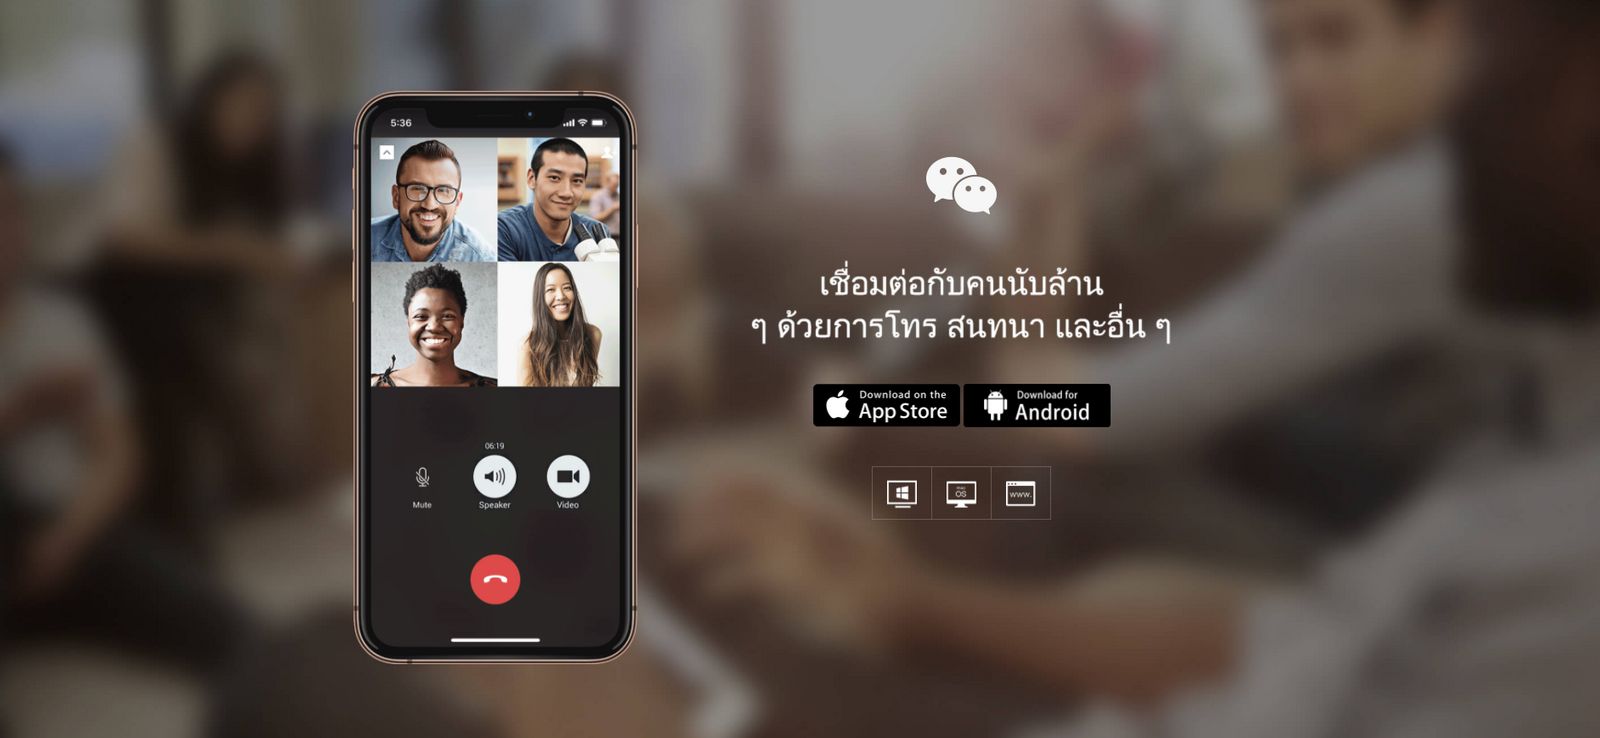 5:36
06:19
Mute
Speaker
Video
เชื่อมต่อกับคนนับล้าน
ๆ ด้วยการโทร สนทนา และอื่น ๆ
Download on the
App Store
Download for
Android
mac
OS
www.